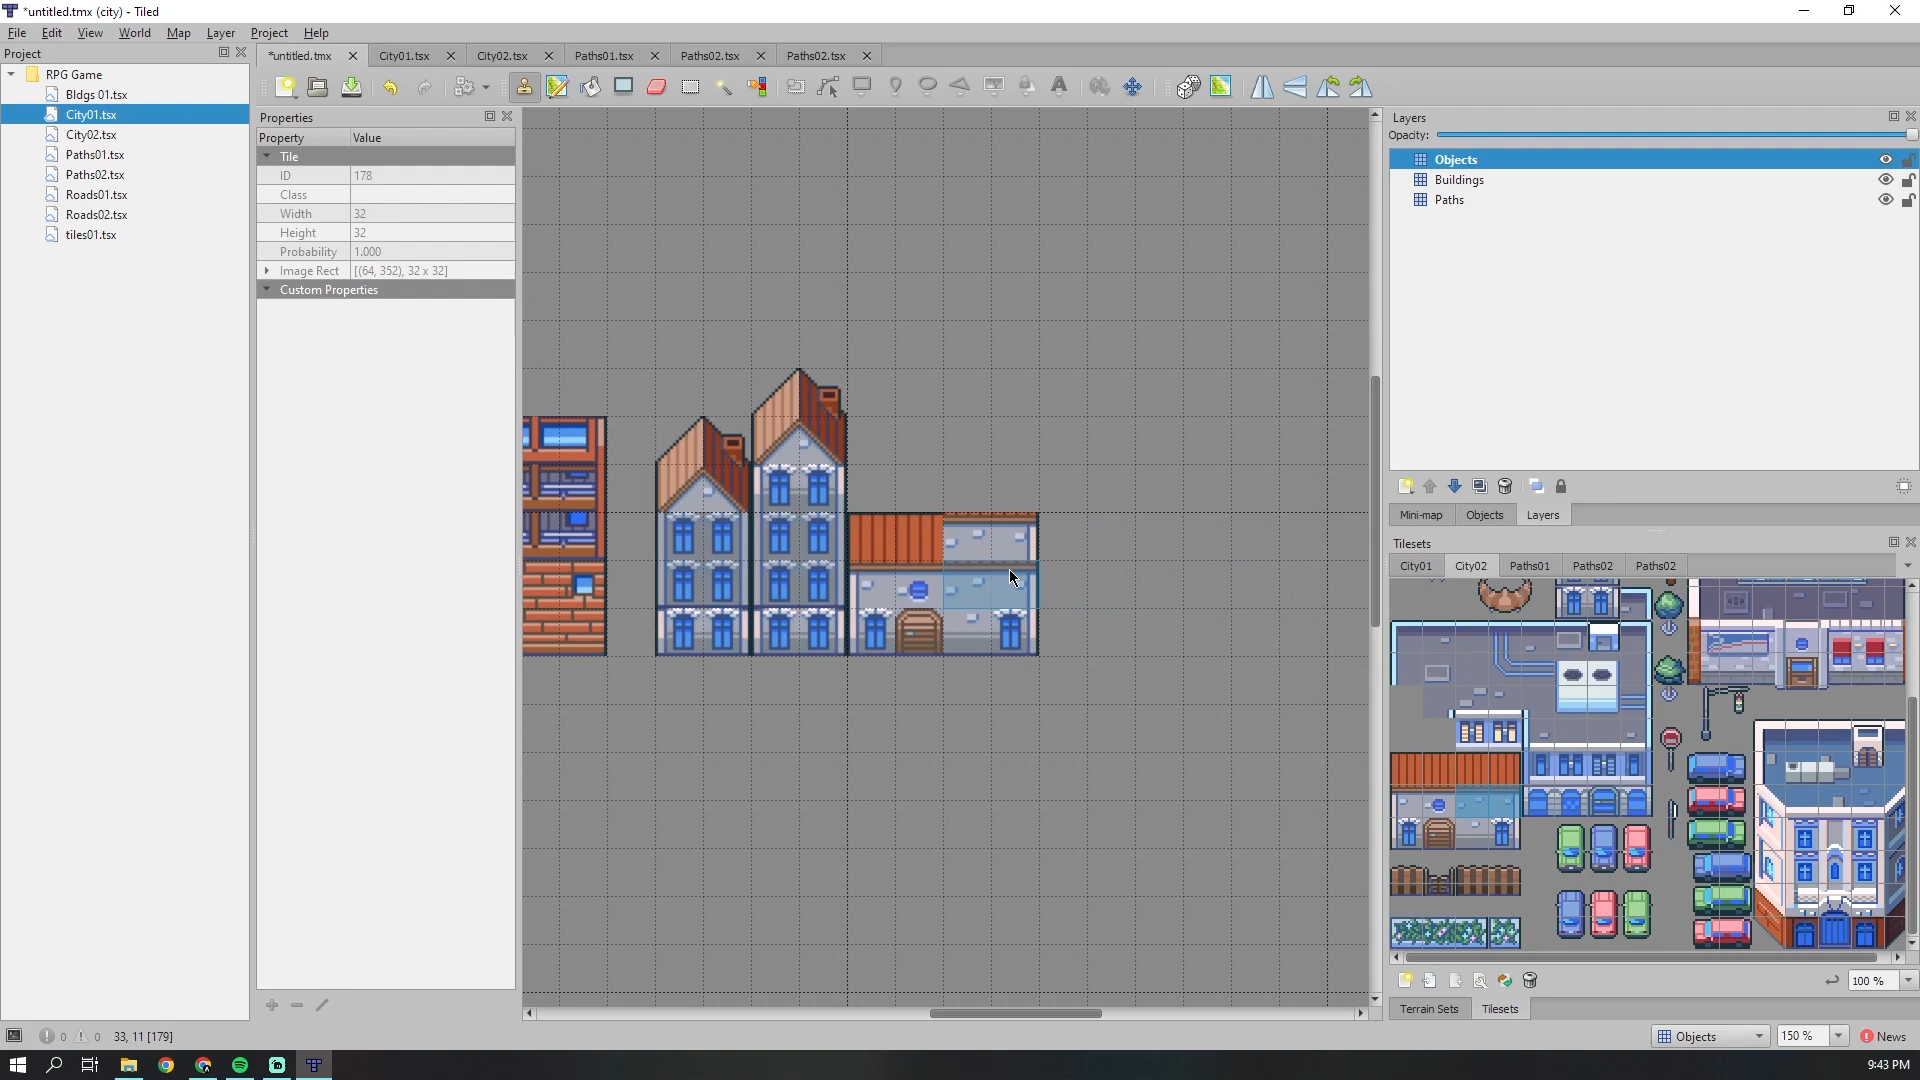 *untitled.tmx (city) - Tiled
File Edit View World Map Layer Project Help
Project
RPG Game
Bldgs 01.tsx
City01.tsx
City02.tsx
Paths01.tsx
Paths02.tsx
Roads01.tsx
Roads02.tsx
tiles01.tsx
*untitled.tmx City01.tsx City02.tsx Paths01.tsx Paths02.tsx Paths02.tsx
Properties
Property Value
Tile
ID 178
Class
Width 32
Height 32
Probability 1.000
Image Rect [(64, 352), 32 x 32]
Custom Properties
Layers
Opacity:
Objects
Buildings
Paths
Mini-map Objects Layers
Tilesets
City01 City02 Paths01 Paths02 Paths02
100 %
Terrain Sets Tilesets
0 0 33, 11 [179]
Objects 150 % News
9:43 PM